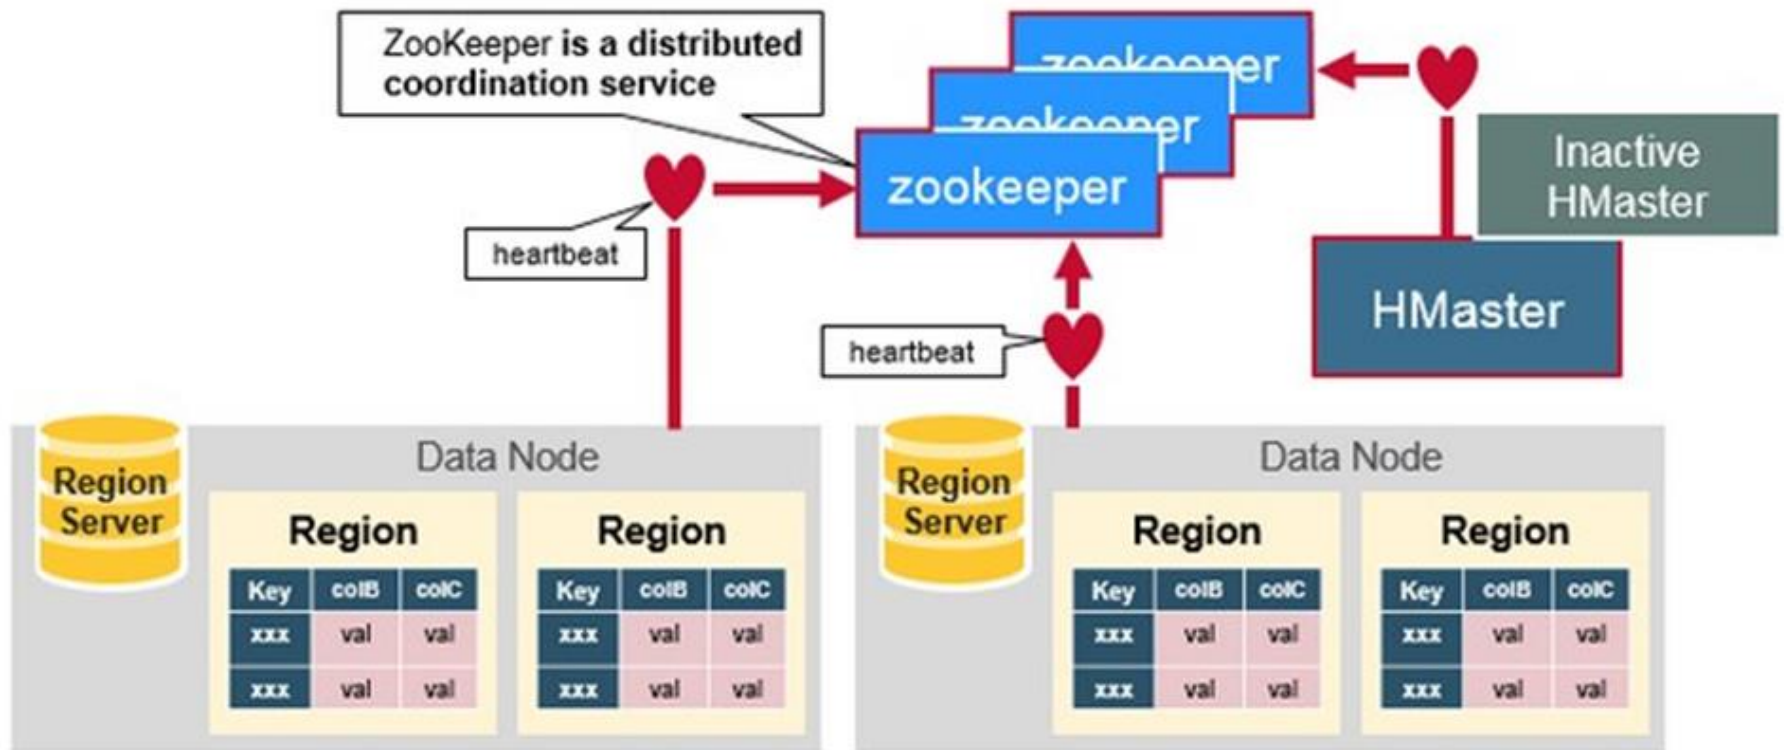 ZooKeeper is a distributed
coordination service
zookeeper
zookeeper
zookeeper
Inactive
HMaster
HMaster
heartbeat
heartbeat
Region
Server
Data Node
Region
Key colB colC
xxx val val
xxx val val
Region
Key colB colC
xxx val val
xxx val val
Region
Server
Data Node
Region
Key colB colC
xxx val val
xxx val val
Region
Key colB colC
xxx val val
xxx val val